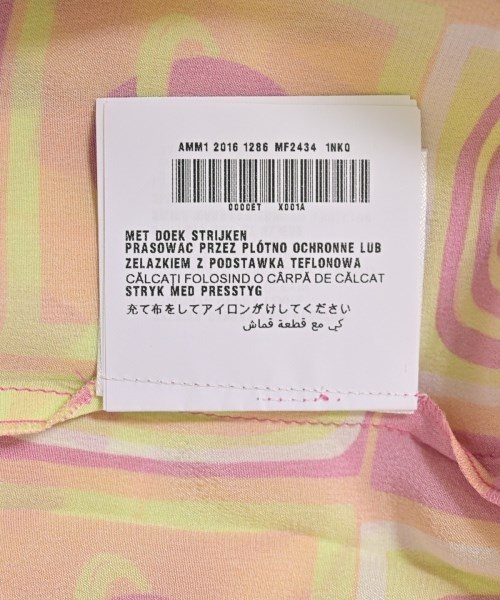 AMM1 2016 1286 MF2434 1NKQ
0000ET X001A
MET DOEK STRIJKEN
PRASOWAC PRZEZ PLÓTNO OCHRONNE LUB
ZELAZKIEM Z PODSTAWKA TEFLONOWA
CĂLCAȚI FOLOSIND O CÂRPĂ DE CĂLCAT
STRYK MED PRESSTYG
充て布をしてアイロンがけしてください
كي مع قطعة قماش